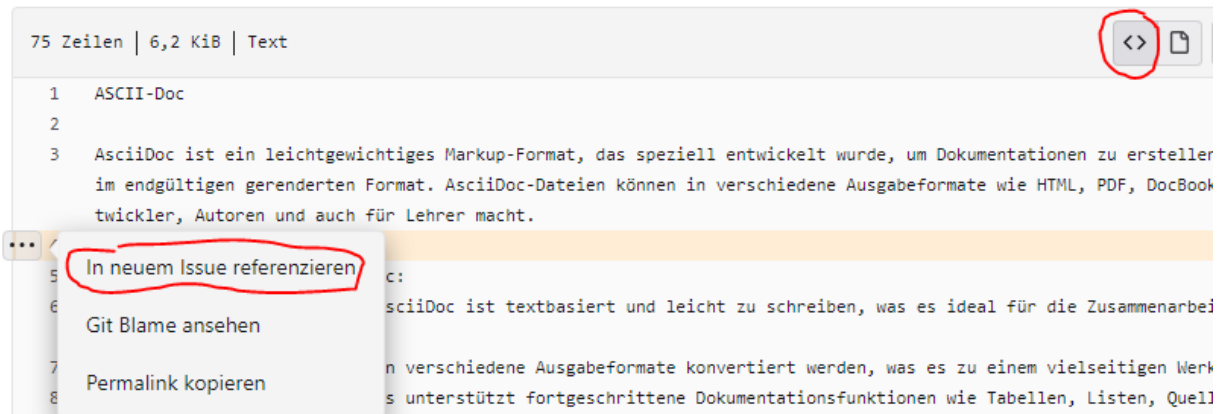 75 Zeilen | 6,2 KiB | Text
<>
1 ASCII-Doc
2
3 AsciiDoc ist ein leichtgewichtiges Markup-Format, das speziell entwickelt wurde, um Dokumentationen zu erstellen
im endgültigen gerenderten Format. AsciiDoc-Dateien können in verschiedene Ausgabeformate wie HTML, PDF, DocBook
twickler, Autoren und auch für Lehrer macht.
...
In neuem Issue referenzieren
5 c:
6 sciiDoc ist textbasiert und leicht zu schreiben, was es ideal für die Zusammenarbei
Git Blame ansehen
7 n verschiedene Ausgabeformate konvertiert werden, was es zu einem vielseitigen Werk
Permalink kopieren
8 s unterstützt fortgeschrittene Dokumentationsfunktionen wie Tabellen, Listen, Quell